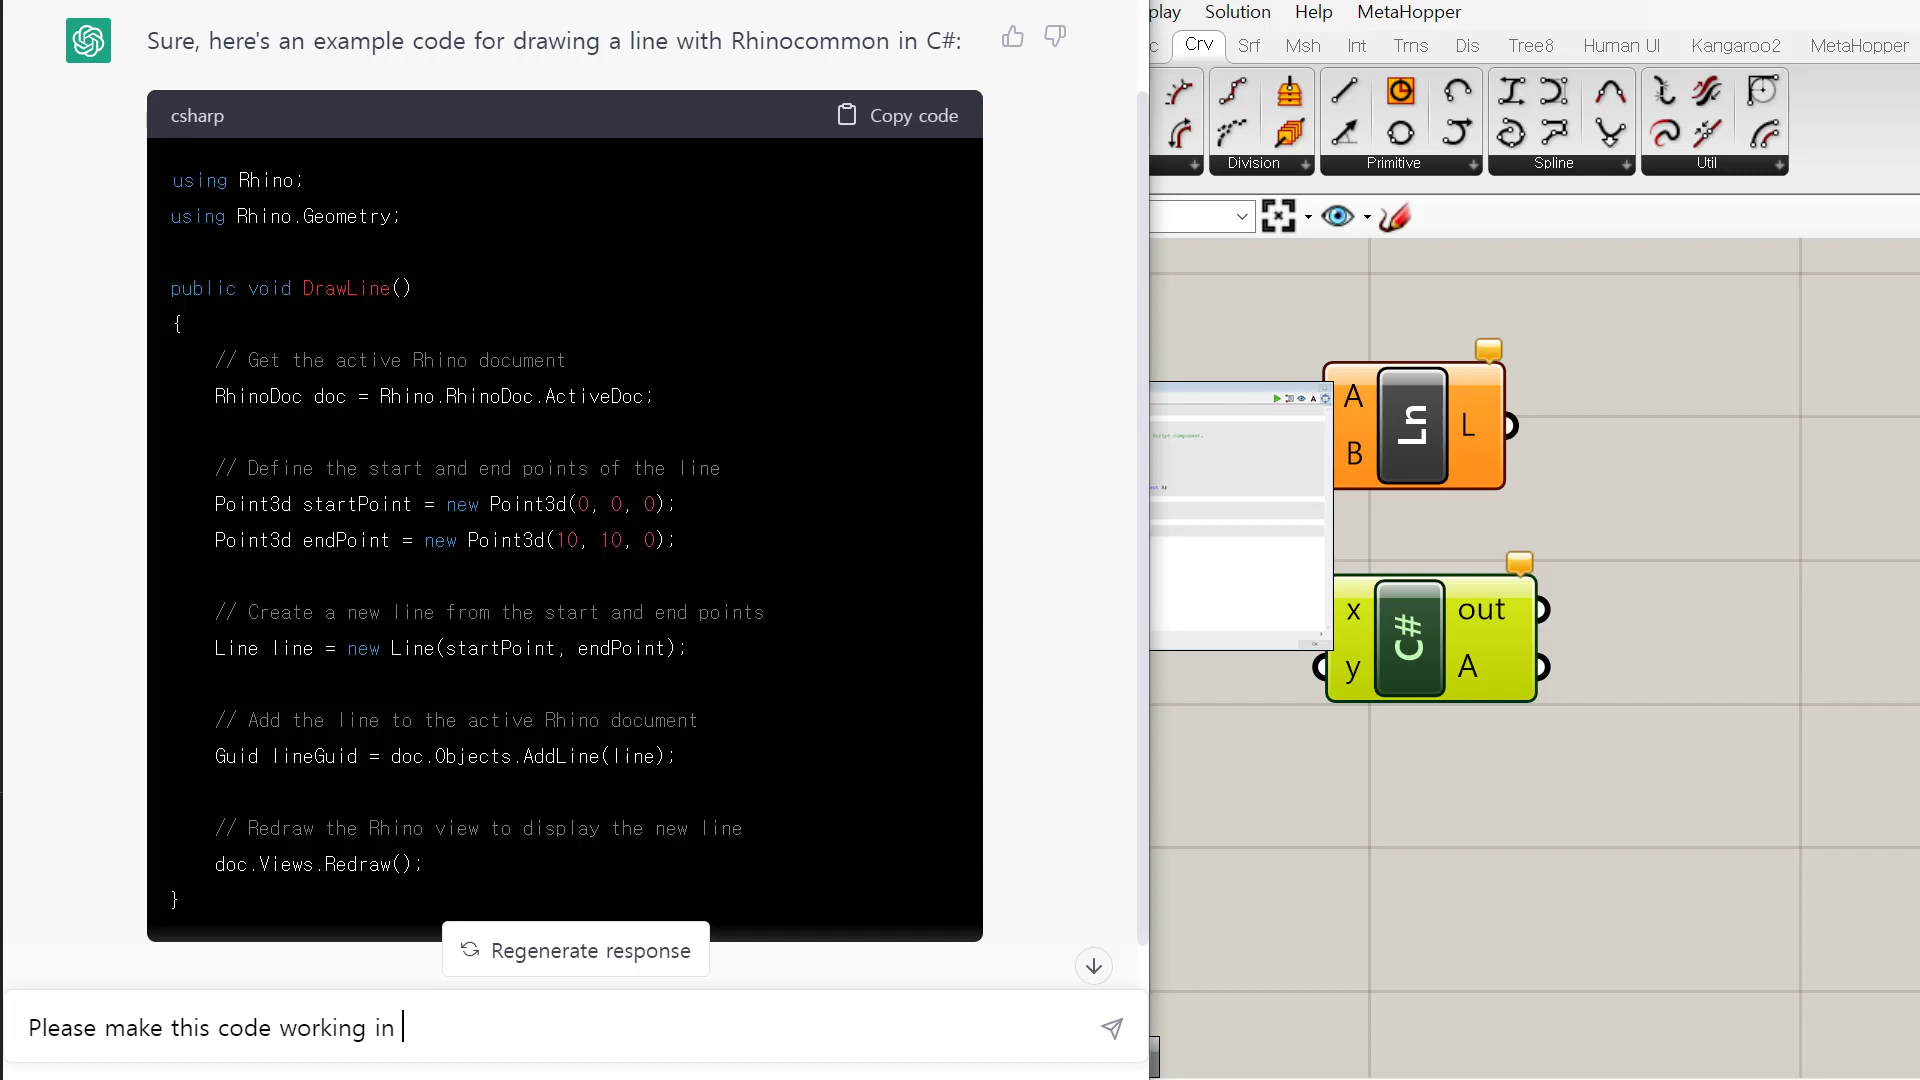 Sure, here's an example code for drawing a line with Rhinocommon in C#:
csharp
Copy code
using Rhino;
using Rhino.Geometry;
public void DrawLine()
{
// Get the active Rhino document
RhinoDoc doc = Rhino.RhinoDoc.ActiveDoc;
// Define the start and end points of the line
Point3d startPoint = new Point3d(0, 0, 0);
Point3d endPoint = new Point3d(10, 10, 0);
// Create a new line from the start and end points
Line line = new Line(startPoint, endPoint);
// Add the line to the active Rhino document
Guid lineGuid = doc.Objects.AddLine(line);
// Redraw the Rhino view to display the new line
doc.Views.Redraw();
}
Regenerate response
Please make this code working in
play Solution Help MetaHopper
c Crv Srf Msh Int Trns Dis Tree8 Human UI Kangaroo2 MetaHopper
Division Primitive Spline Util
A
B
Ln
L
Script component.
x
y
C#
out
A